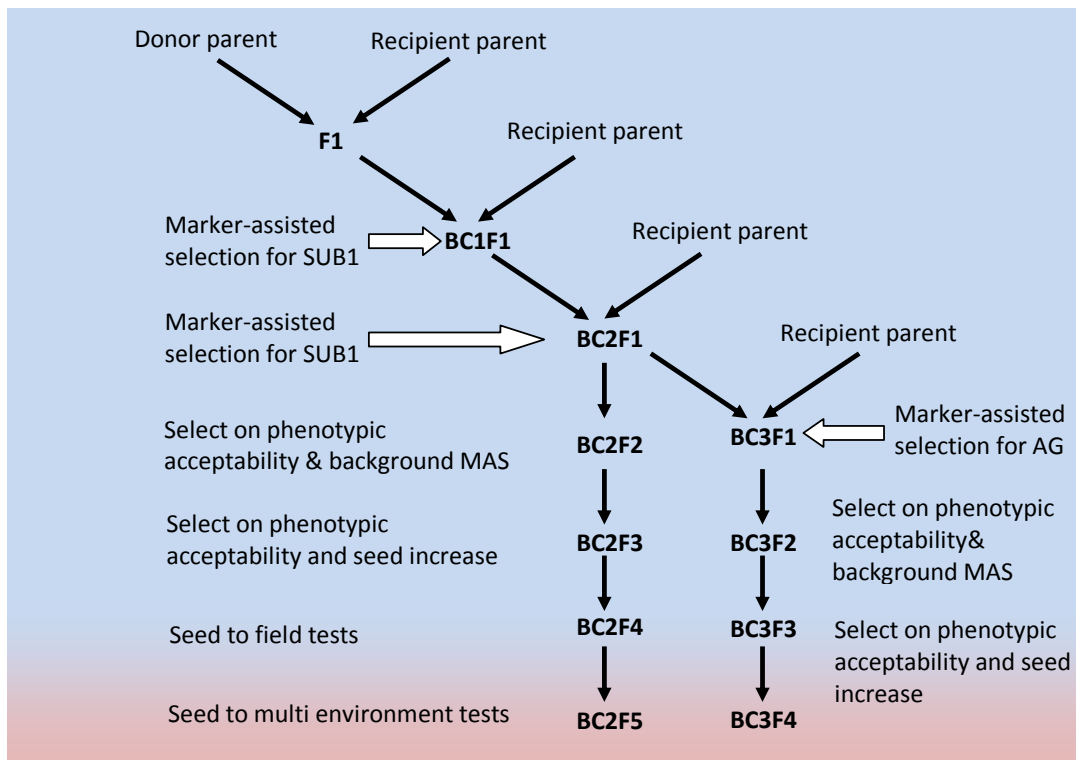 Donor parent
Recipient parent
F1
Recipient parent
Marker-assisted
selection for SUB1
BC1F1
Recipient parent
Marker-assisted
selection for SUB1
BC2F1
Recipient parent
Select on phenotypic
acceptability & background MAS
BC2F2
BC3F1
Marker-assisted
selection for AG
Select on phenotypic
acceptability and seed increase
BC2F3
BC3F2
Select on phenotypic
acceptability&
background MAS
Seed to field tests
BC2F4
BC3F3
Select on phenotypic
acceptability and seed
increase
Seed to multi environment tests
BC2F5
BC3F4